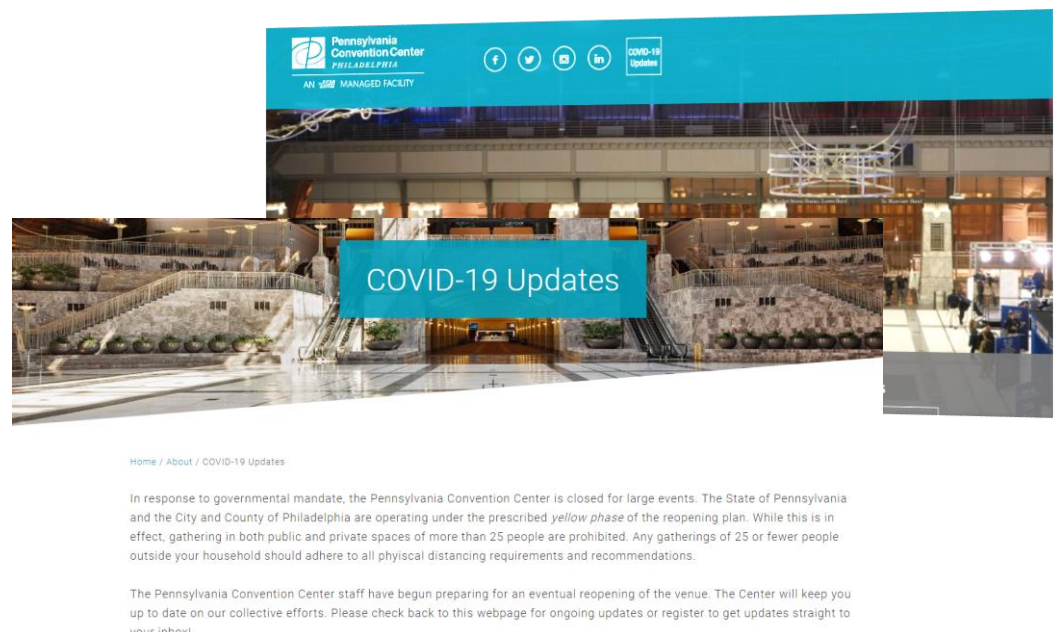 Pennsylvania
Convention Center
PHILADELPHIA
AN ASM GLOBAL MANAGED FACILITY
COVID-19
Updates
COVID-19 Updates
Home / About / COVID-19 Updates
In response to governmental mandate, the Pennsylvania Convention Center is closed for large events. The State of Pennsylvania
and the City and County of Philadelphia are operating under the prescribed yellow phase of the reopening plan. While this is in
effect, gathering in both public and private spaces of more than 25 people are prohibited. Any gatherings of 25 or fewer people
outside your household should adhere to all phyiscal distancing requirements and recommendations.
The Pennsylvania Convention Center staff have begun preparing for an eventual reopening of the venue. The Center will keep you
up to date on our collective efforts. Please check back to this webpage for ongoing updates or register to get updates straight to
your inbox!